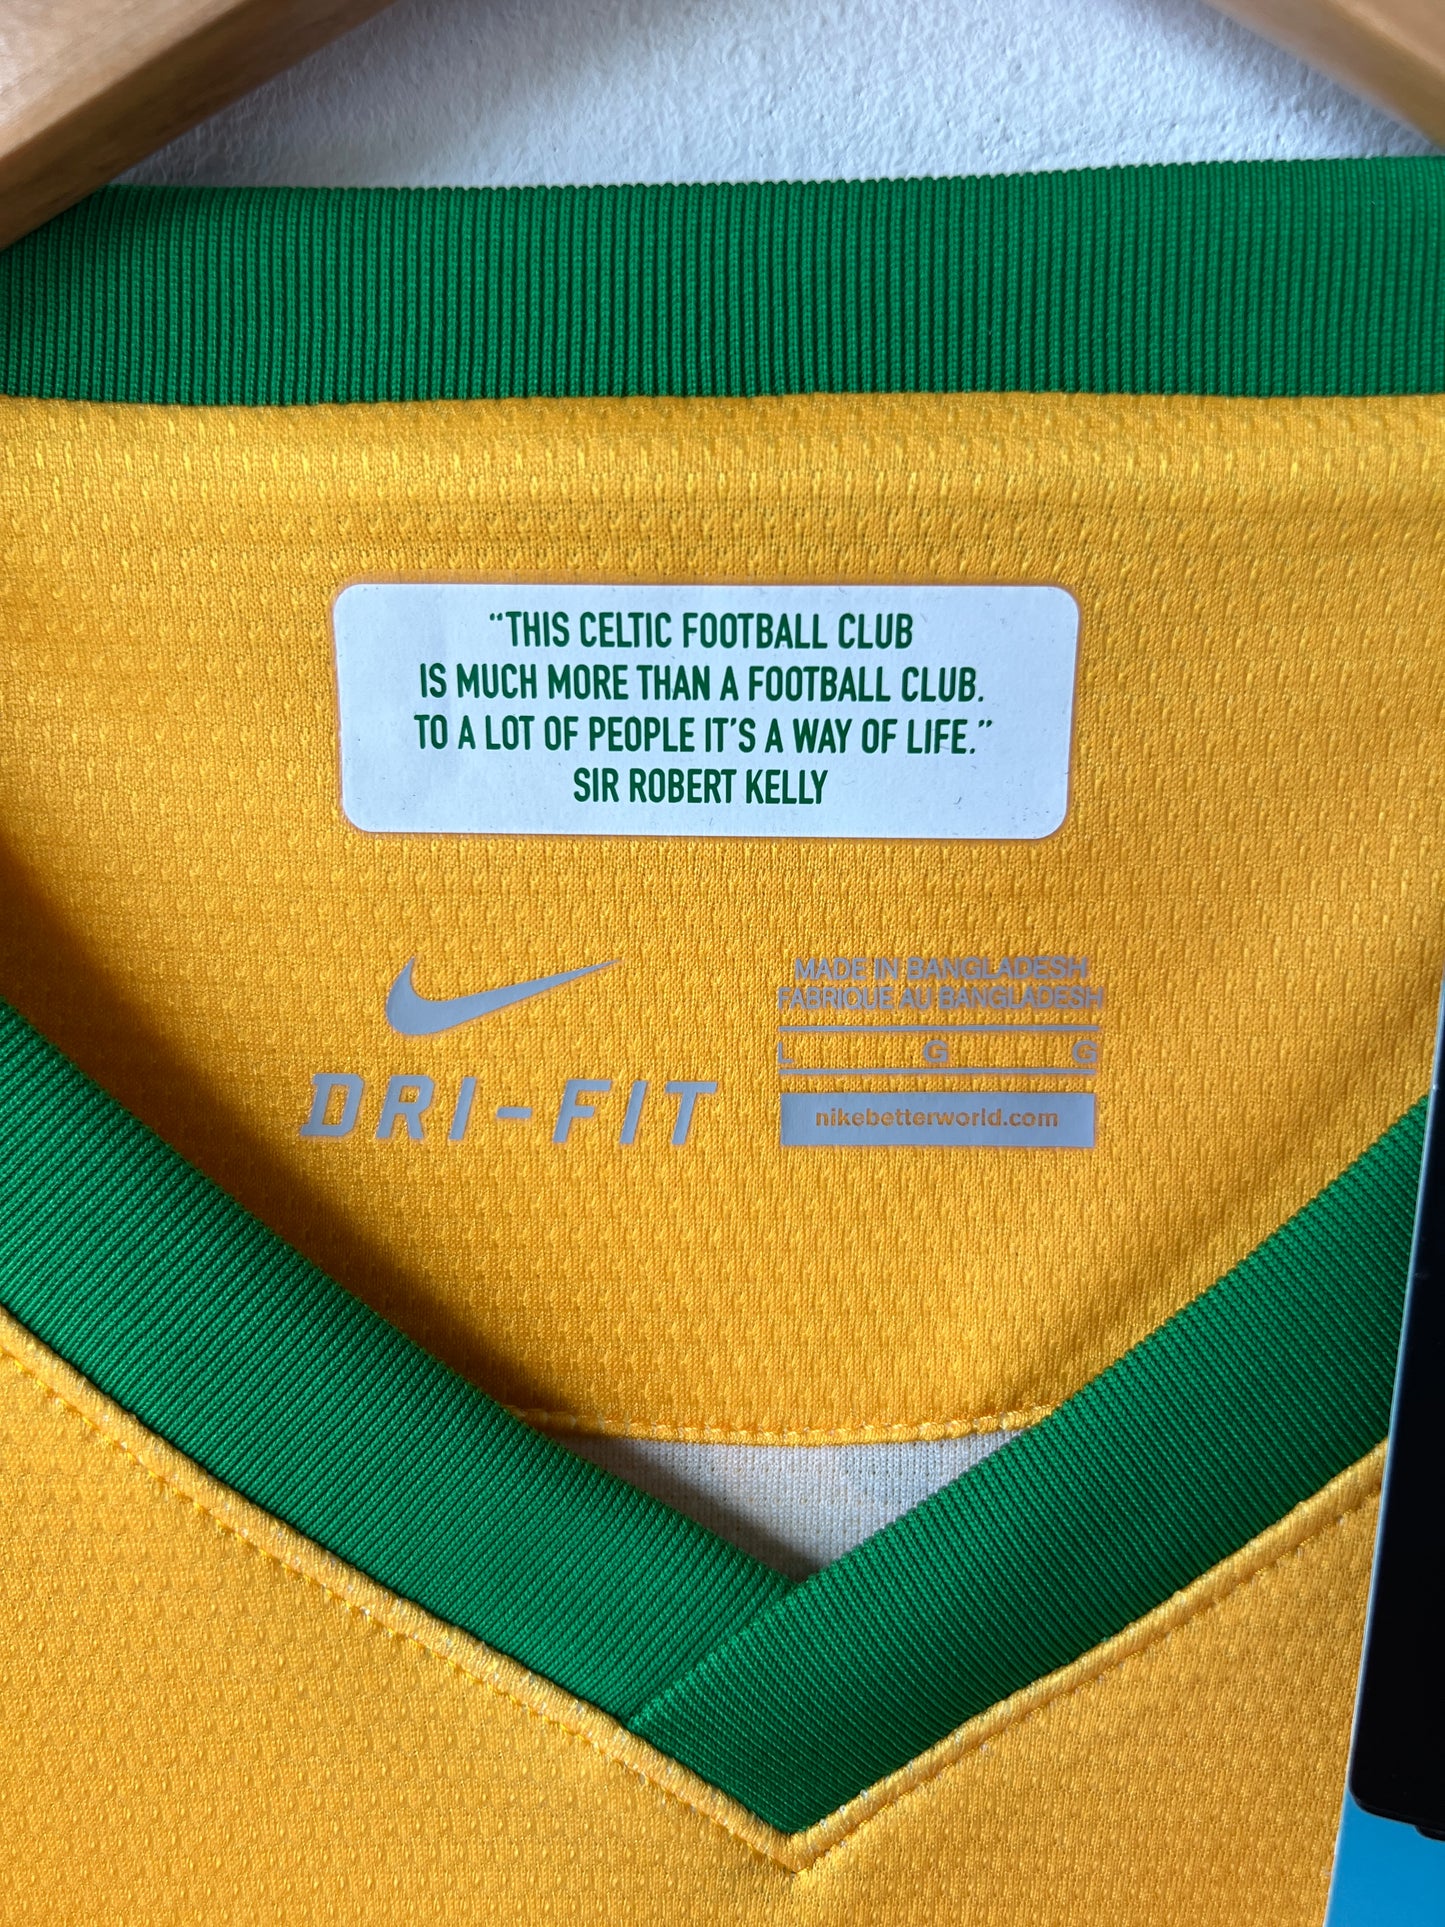 “THIS CELTIC FOOTBALL CLUB
IS MUCH MORE THAN A FOOTBALL CLUB.
TO A LOT OF PEOPLE IT’S A WAY OF LIFE.”
SIR ROBERT KELLY
DRI-FIT
MADE IN BANGLADESH
FABRIQUE AU BANGLADESH
L G G
nikebetterworld.com